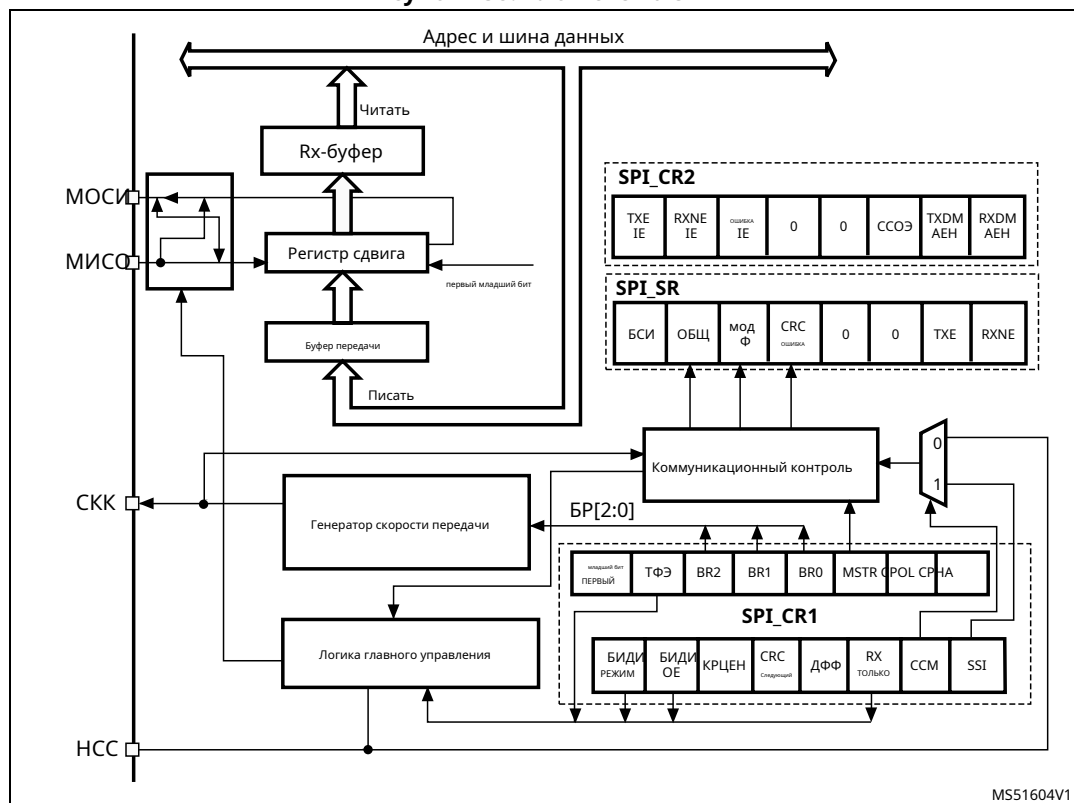 Адрес и шина данных
Читать
Rx-буфер
МОСИ
SPI_CR2
TXE IE
RXNE IE
ОШИБКА IE
0
0
ССОЭ
TXDM АЕН
RXDM АЕН
МИСО
Регистр сдвига
первый младший бит
SPI_SR
БСИ
ОБЩ
мод Ф
CRC ОШИБКА
0
0
TXE
RXNE
Буфер передачи
Писать
Коммуникационный контроль
0
1
СКК
Генератор скорости передачи
БР[2:0]
младший бит ПЕРВЫЙ
ТФЭ
BR2
BR1
BR0
MSTR CPOL CPHA
SPI_CR1
Логика главного управления
БИДИ РЕЖИМ
БИДИ ОЕ
КРЦЕН
CRC Следующий
ДФФ
RX ТОЛЬКО
ССМ
SSI
НСС
MS51604V1